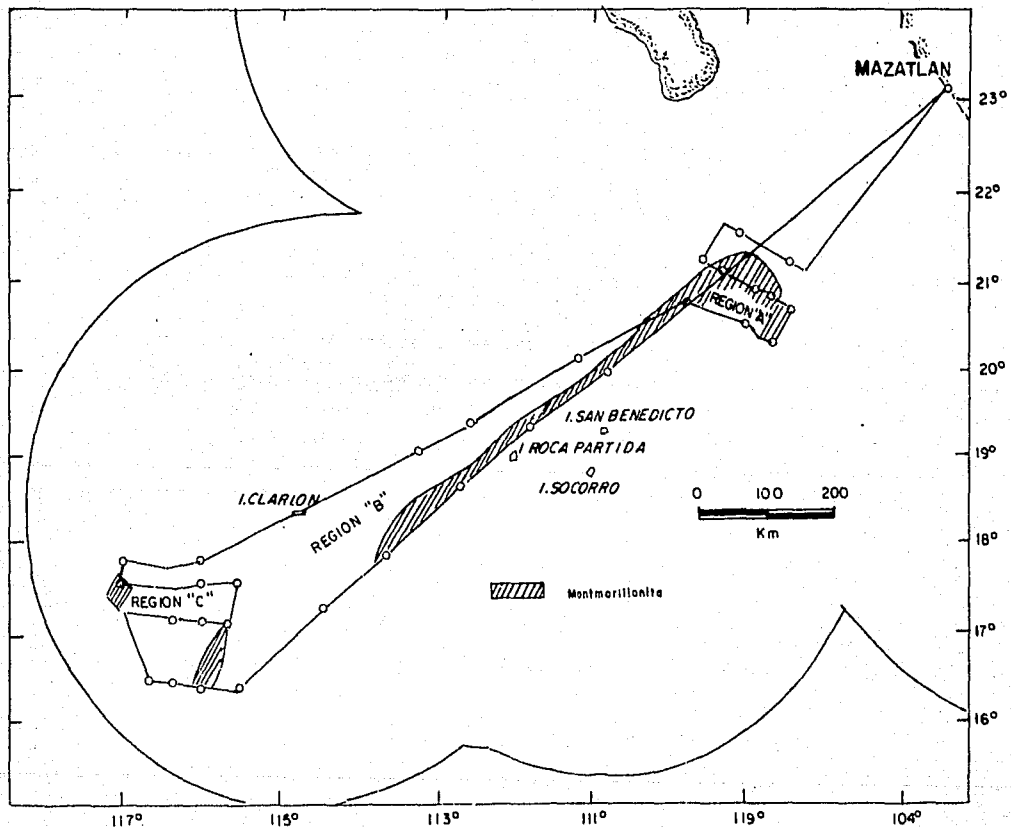 MAZATLAN
23°
22°
21°
REGION "A"
20°
I. SAN BENEDICTO
I ROCA PARTIDA
19°
I. SOCORRO
I. CLARION
0 100 200
Km
REGION "B"
18°
Montmorillonita
REGION "C"
17°
16°
117° 115° 113° 111° 119° 104°